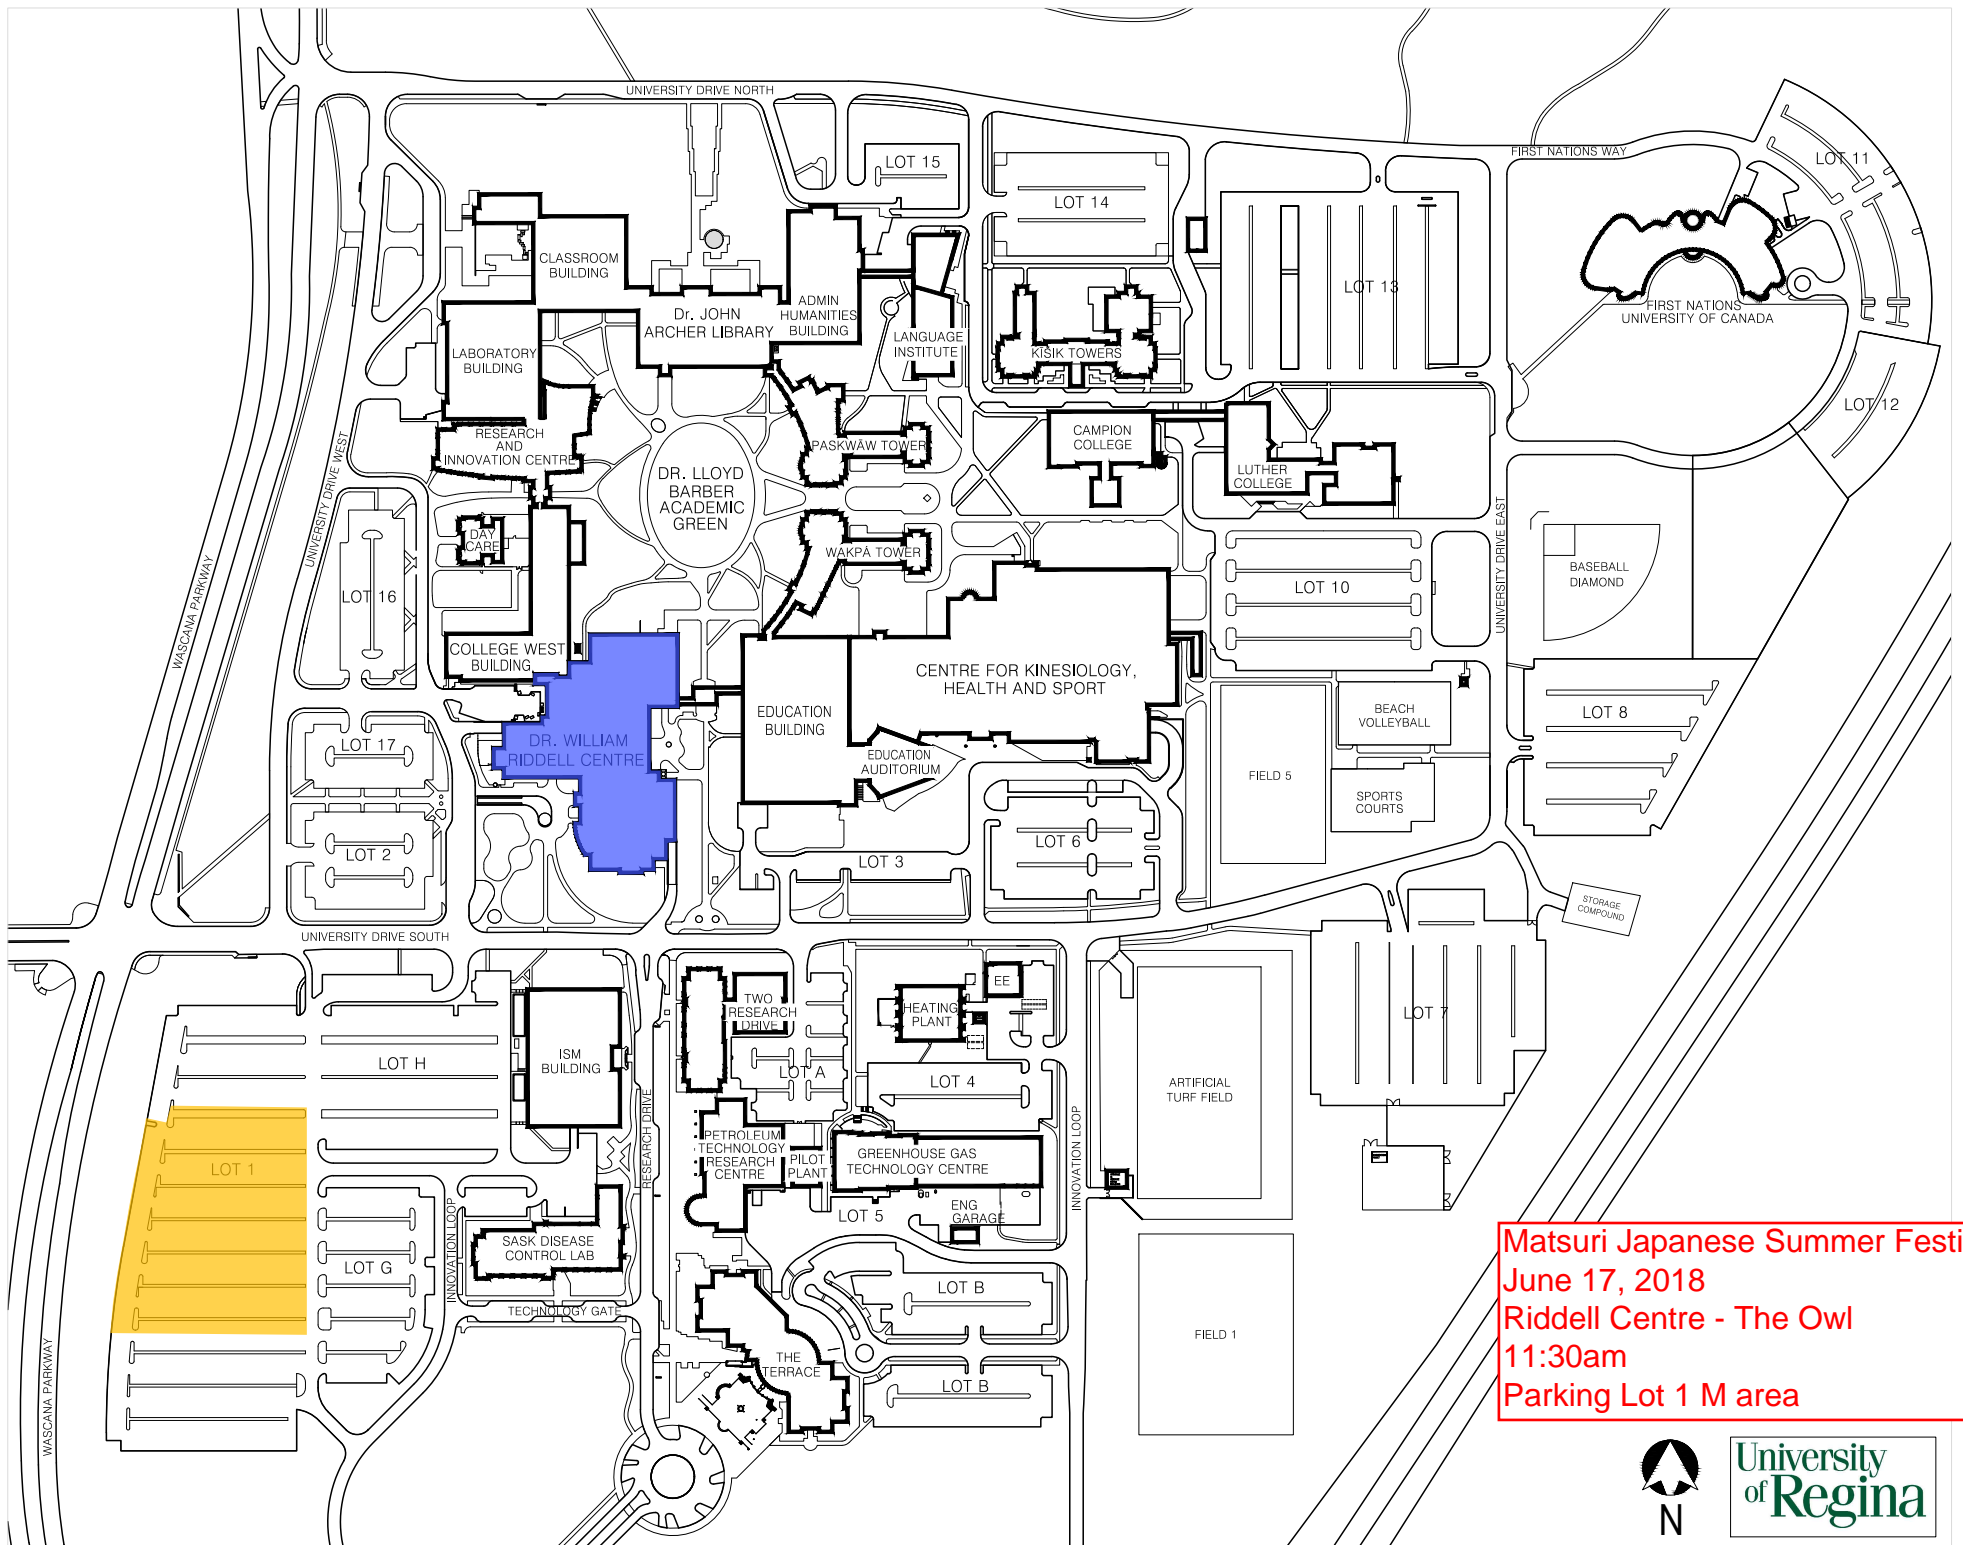 UNIVERSITY DRIVE NORTH
FIRST NATIONS WAY
LOT 11
LOT 15
LOT 14
CLASSROOM
BUILDING
LOT 13
ADMIN
HUMANITIES
BUILDING
Dr. JOHN
ARCHER LIBRARY
FIRST NATIONS
UNIVERSITY OF CANADA
LANGUAGE
INSTITUTE
KĪSIK TOWERS
LABORATORY
BUILDING
LOT 12
RESEARCH
AND
INNOVATION CENTRE
PASKWĀW TOWER
CAMPION
COLLEGE
LUTHER
COLLEGE
DR. LLOYD
BARBER
ACADEMIC
GREEN
UNIVERSITY DRIVE WEST
UNIVERSITY DRIVE EAST
DAY
CARE
WAKPĀ TOWER
LOT 16
LOT 10
BASEBALL
DIAMOND
WASCANA PARKWAY
COLLEGE WEST
BUILDING
CENTRE FOR KINESIOLOGY,
HEALTH AND SPORT
EDUCATION
BUILDING
BEACH
VOLLEYBALL
LOT 8
LOT 17
DR. WILLIAM
RIDDELL CENTRE
EDUCATION
AUDITORIUM
FIELD 5
SPORTS
COURTS
LOT 2
LOT 3
LOT 6
STORAGE
COMPOUND
UNIVERSITY DRIVE SOUTH
TWO
RESEARCH
DRIVE
EE
HEATING
PLANT
LOT 7
LOT H
ISM
BUILDING
LOT A
LOT 4
ARTIFICIAL
TURF FIELD
RESEARCH DRIVE
INNOVATION LOOP
PETROLEUM
TECHNOLOGY
RESEARCH
CENTRE
PILOT
PLANT
GREENHOUSE GAS
TECHNOLOGY CENTRE
LOT 1
LOT 5
ENG
GARAGE
INNOVATION LOOP
SASK DISEASE
CONTROL LAB
LOT G
LOT B
TECHNOLOGY GATE
FIELD 1
THE
TERRACE
LOT B
WASCANA PARKWAY
Matsuri Japanese Summer Festi
June 17, 2018
Riddell Centre - The Owl
11:30am
Parking Lot 1 M area
N
University
of Regina